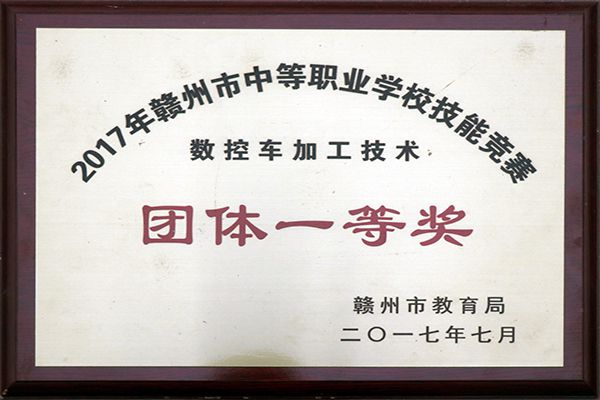 2017年赣州市中等职业学校技能竞赛
数控车加工技术
团体一等奖
赣州市教育局
二〇一七年七月